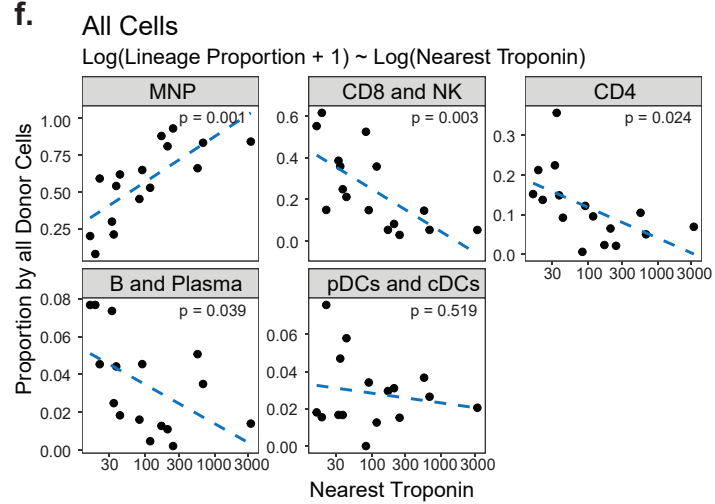 f.
All Cells
Log(Lineage Proportion + 1) ~ Log(Nearest Troponin)
MNP
CD8 and NK
CD4
p = 0.001
p = 0.003
p = 0.024
1.00
0.75
0.50
0.25
0.6
0.4
0.2
0.0
0.3
0.2
0.1
0.0
30 100 300 1000 3000
Proportion by all Donor Cells
B and Plasma
pDCs and cDCs
p = 0.039
p = 0.519
0.08
0.06
0.04
0.02
0.00
0.06
0.04
0.02
0.00
30 100 300 1000 3000
30 100 300 1000 3000
Nearest Troponin